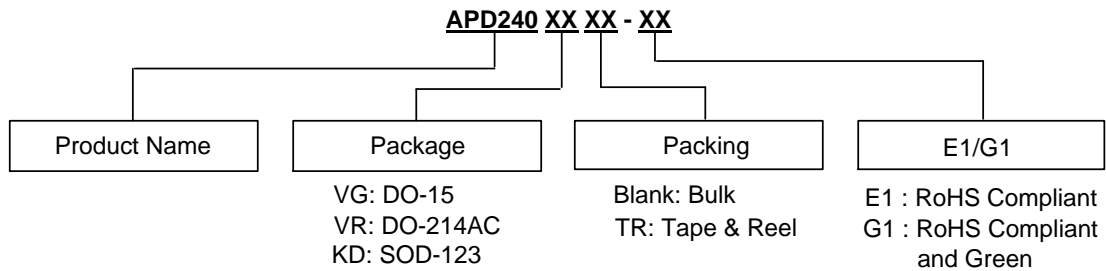 APD240 XX XX - XX
Product Name
Package
Packing
E1/G1
VG: DO-15
VR: DO-214AC
KD: SOD-123
Blank: Bulk
TR: Tape & Reel
E1 : RoHS Compliant
G1 : RoHS Compliant
and Green